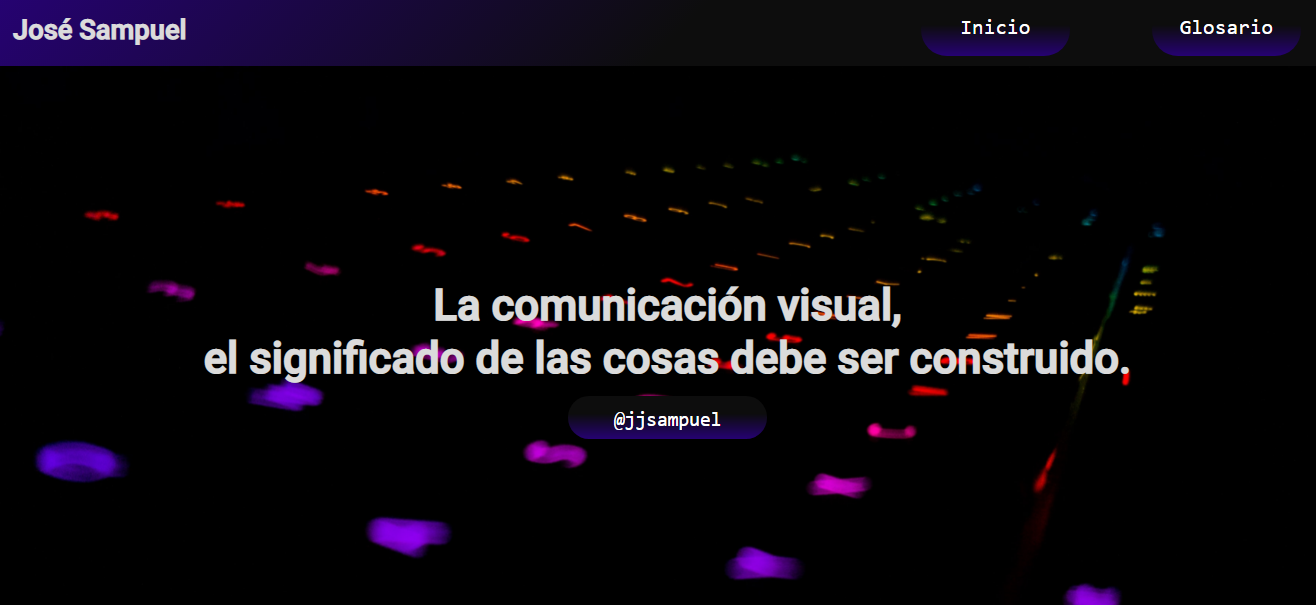 José Sampuel
Inicio
Glosario
La comunicación visual,
el significado de las cosas debe ser construido.
@jjsampuel